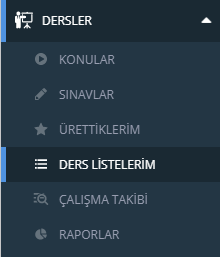 DERSLER
KONULAR
SINAVLAR
ÜRETTİKLERİM
DERS LİSTELERİM
ÇALIŞMA TAKİBİ
RAPORLAR